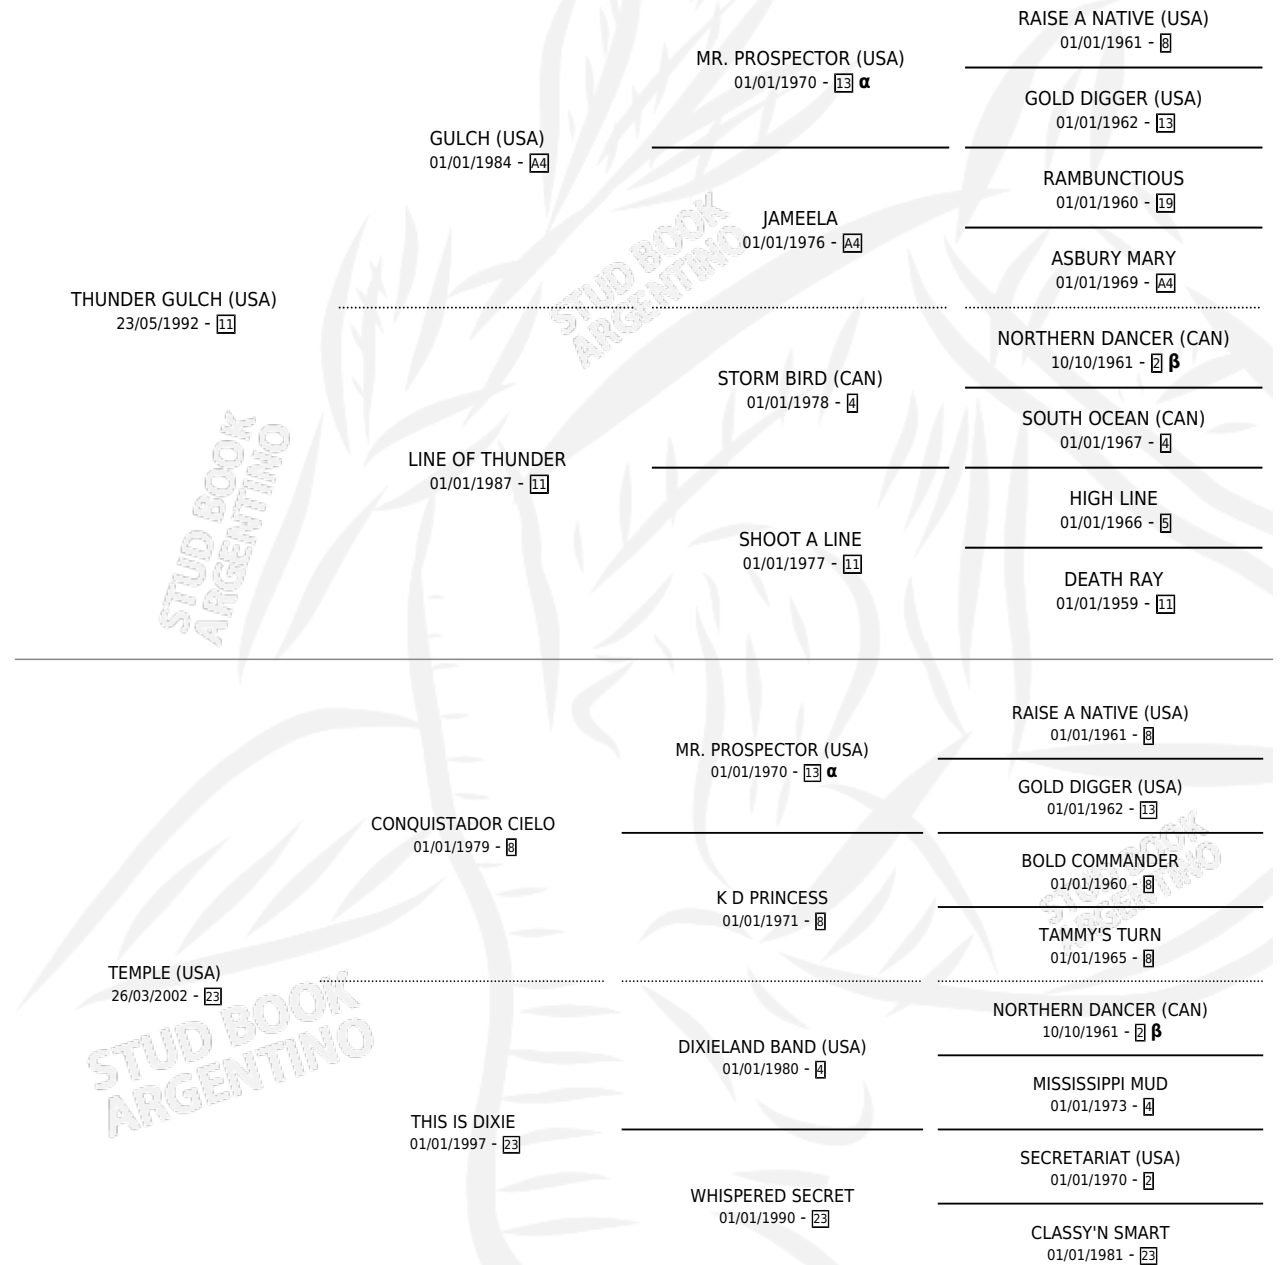 RAISE A NATIVE (USA)
01/01/1961 - 8
MR. PROSPECTOR (USA)
01/01/1970 - 13 α
GOLD DIGGER (USA)
01/01/1962 - 13
GULCH (USA)
01/01/1984 - A4
RAMBUNCTIOUS
01/01/1960 - 19
JAMEELA
01/01/1976 - A4
ASBURY MARY
01/01/1969 - A4
THUNDER GULCH (USA)
23/05/1992 - 11
NORTHERN DANCER (CAN)
10/10/1961 - 2 β
STORM BIRD (CAN)
01/01/1978 - 4
SOUTH OCEAN (CAN)
01/01/1967 - 4
LINE OF THUNDER
01/01/1987 - 11
HIGH LINE
01/01/1966 - 5
SHOOT A LINE
01/01/1977 - 11
DEATH RAY
01/01/1959 - 11
RAISE A NATIVE (USA)
01/01/1961 - 8
MR. PROSPECTOR (USA)
01/01/1970 - 13 α
GOLD DIGGER (USA)
01/01/1962 - 13
CONQUISTADOR CIELO
01/01/1979 - 8
BOLD COMMANDER
01/01/1960 - 8
K D PRINCESS
01/01/1971 - 8
TAMMY'S TURN
01/01/1965 - 8
TEMPLE (USA)
26/03/2002 - 23
NORTHERN DANCER (CAN)
10/10/1961 - 2 β
DIXIELAND BAND (USA)
01/01/1980 - 4
MISSISSIPPI MUD
01/01/1973 - 4
THIS IS DIXIE
01/01/1997 - 23
SECRETARIAT (USA)
01/01/1970 - 2
WHISPERED SECRET
01/01/1990 - 23
CLASSY'N SMART
01/01/1981 - 23
STUD BOOK
ARGENTINO
STUD BOOK
ARGENTINO
STUD BOOK
ARGENTINO
STUD BOOK
ARGENTINO